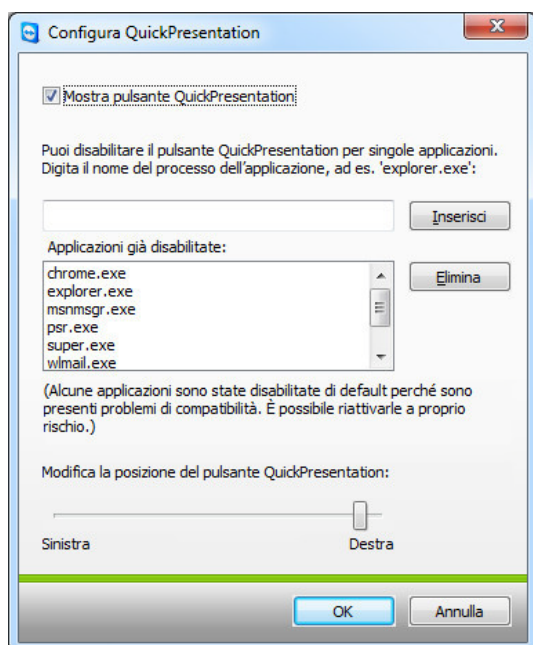 Configura QuickPresentation
Mostra pulsante QuickPresentation
Puoi disabilitare il pulsante QuickPresentation per singole applicazioni.
Digita il nome del processo dell'applicazione, ad es. 'explorer.exe':
Inserisci
Applicazioni già disabilitate:
chrome.exe
explorer.exe
msnmsgr.exe
psr.exe
super.exe
wlmail.exe
Elimina
(Alcune applicazioni sono state disabilitate di default perché sono
presenti problemi di compatibilità. È possibile riattivarle a proprio
rischio.)
Modifica la posizione del pulsante QuickPresentation:
Sinistra Destra
OK Annulla